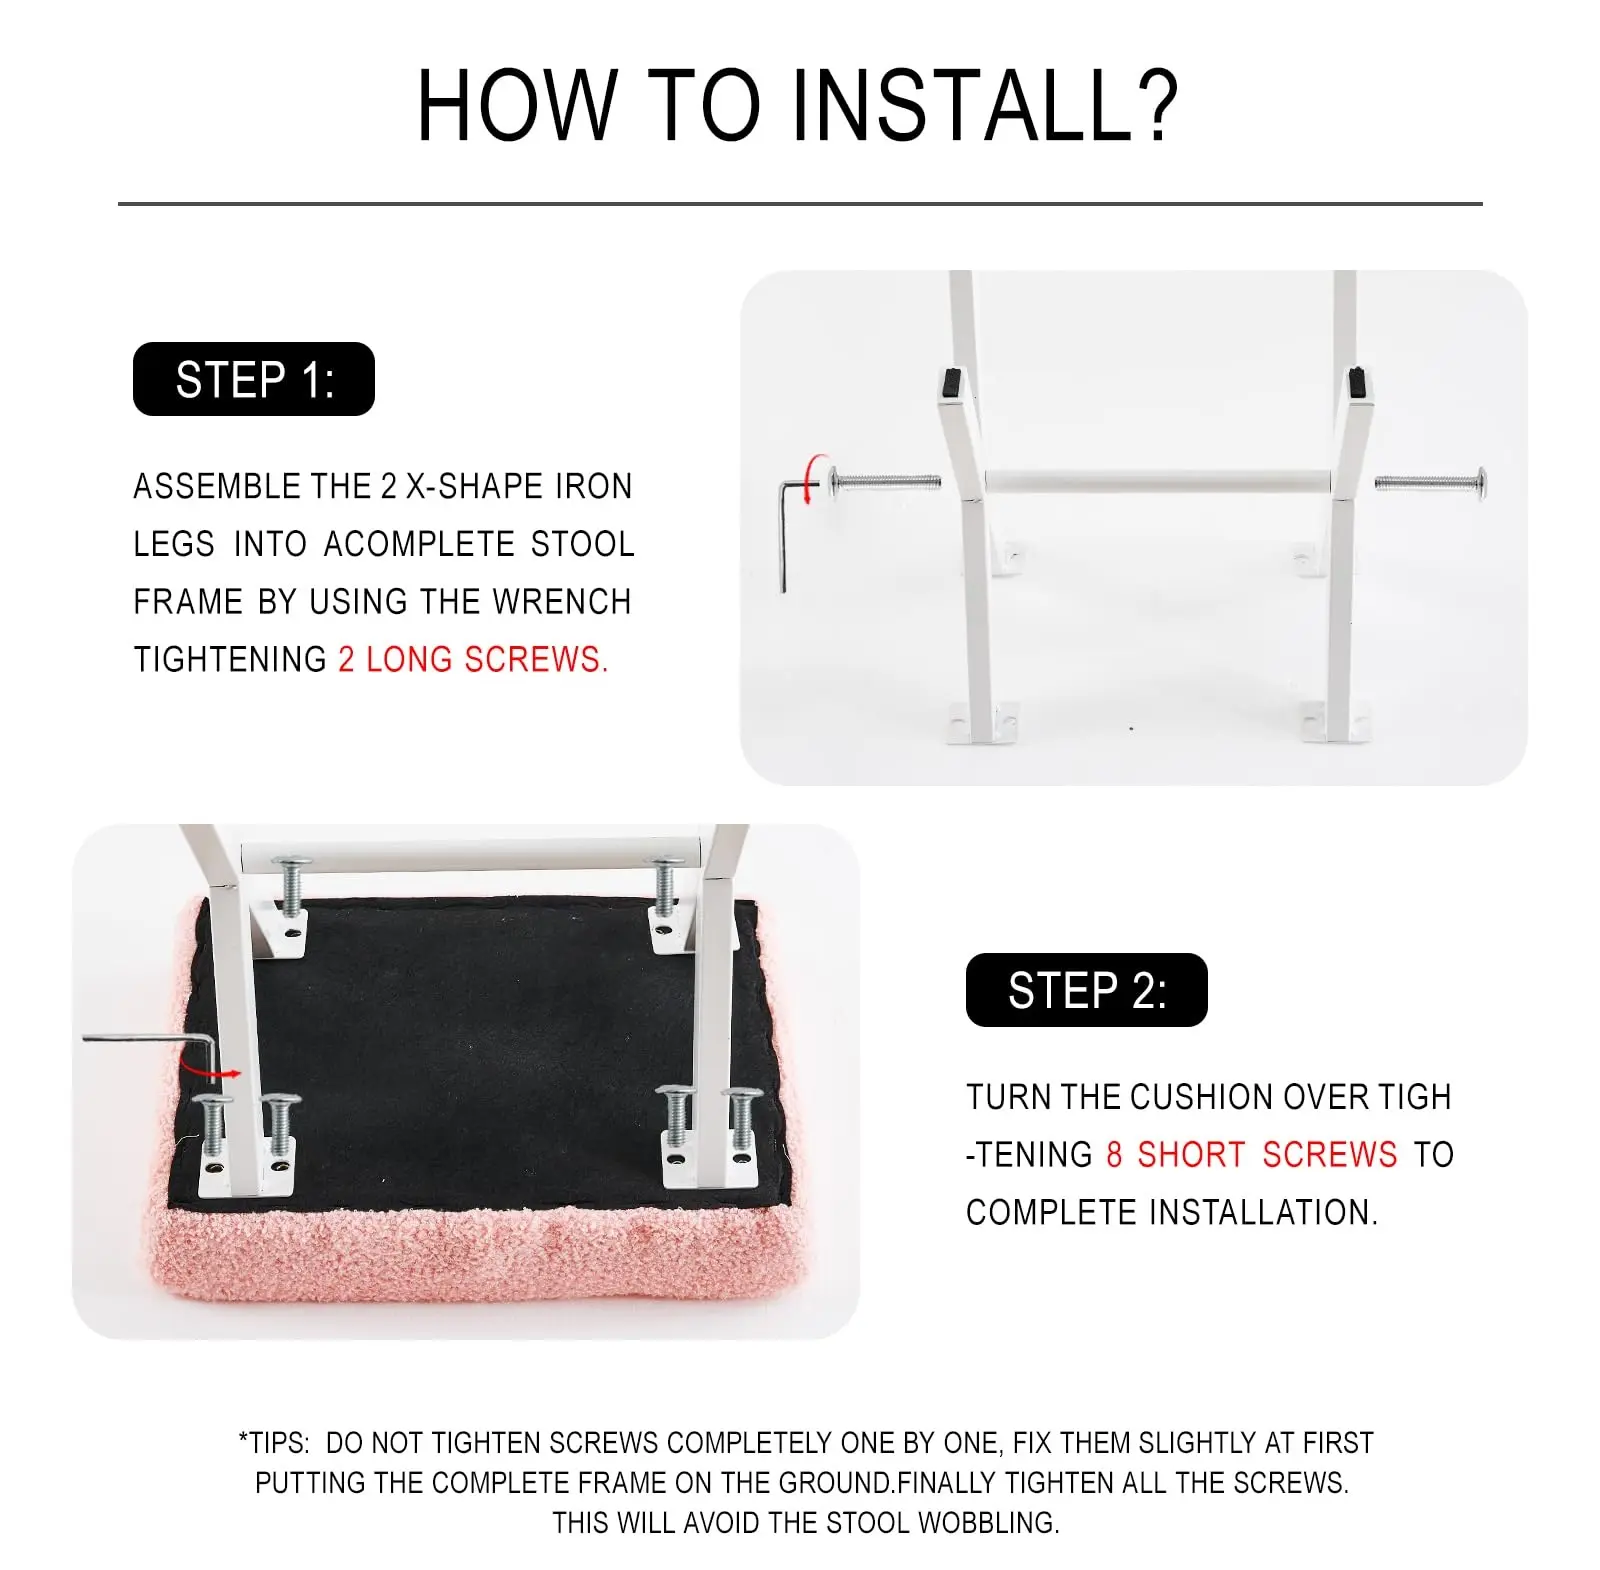 HOW TO INSTALL?
STEP 1:
ASSEMBLE THE 2 X-SHAPE IRON
LEGS INTO ACOMPLETE STOOL
FRAME BY USING THE WRENCH
TIGHTENING 2 LONG SCREWS.
STEP 2:
TURN THE CUSHION OVER TIGH
-TENING 8 SHORT SCREWS TO
COMPLETE INSTALLATION.
*TIPS: DO NOT TIGHTEN SCREWS COMPLETELY ONE BY ONE, FIX THEM SLIGHTLY AT FIRST
PUTTING THE COMPLETE FRAME ON THE GROUND.FINALLY TIGHTEN ALL THE SCREWS.
THIS WILL AVOID THE STOOL WOBBLING.